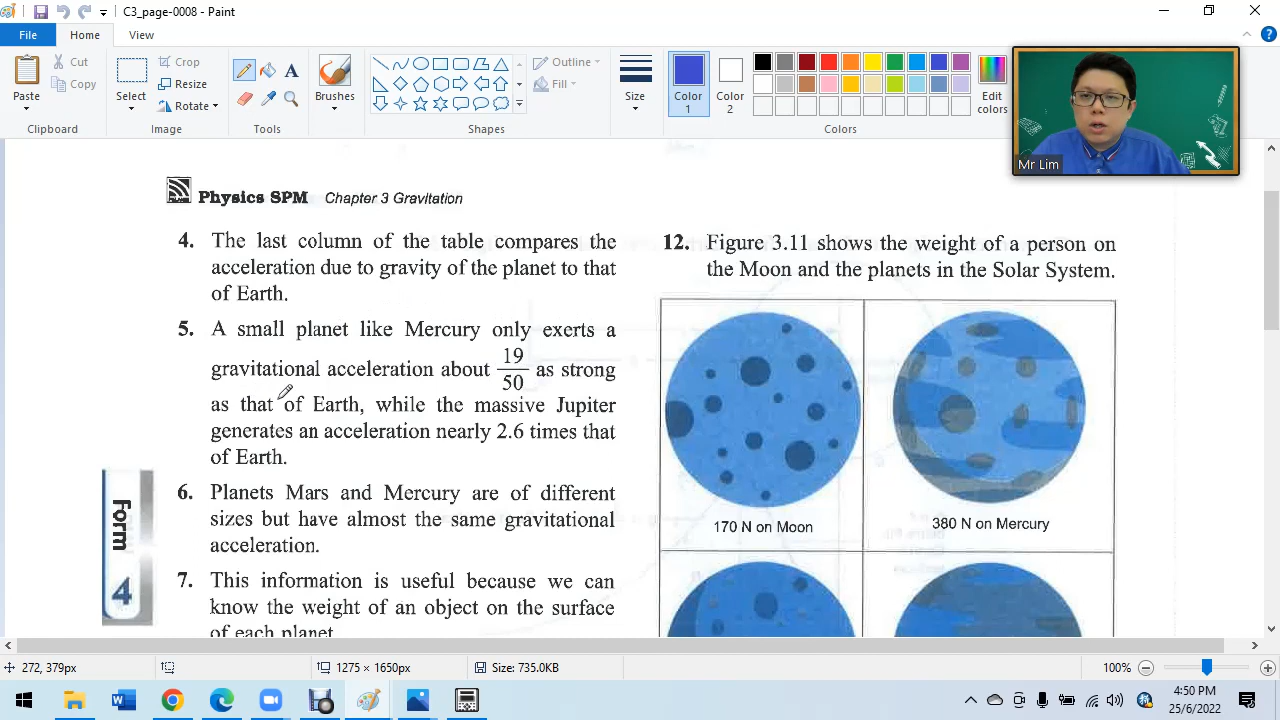 C3_page-0008 - Paint
File
Home
View
Paste
Cut
Copy
Clipboard
Select
Crop
Resize
Rotate
Image
A
Tools
Brushes
Shapes
Outline
Fill
Size
Color 1
Color 2
Colors
Edit colors
Mr Lim
Physics SPM Chapter 3 Gravitation
4. The last column of the table compares the
acceleration due to gravity of the planet to that
of Earth.
5. A small planet like Mercury only exerts a
gravitational acceleration about 19/50 as strong
as that of Earth, while the massive Jupiter
generates an acceleration nearly 2.6 times that
of Earth.
6. Planets Mars and Mercury are of different
sizes but have almost the same gravitational
acceleration.
7. This information is useful because we can
know the weight of an object on the surface
of each planet.
form
4
12. Figure 3.11 shows the weight of a person on
the Moon and the planets in the Solar System.
170 N on Moon
380 N on Mercury
272, 379px
1275 × 1650px
Size: 735.0KB
100%
4:50 PM
25/6/2022